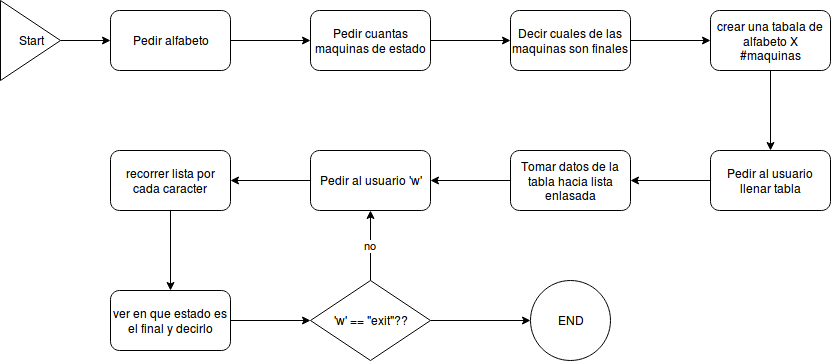 Start
Pedir alfabeto
Pedir cuantas
maquinas de estado
Decir cuales de las
maquinas son finales
crear una tabala de
alfabeto X
#maquinas
recorrer lista por
cada caracter
Pedir al usuario 'w'
Tomar datos de la
tabla hacia lista
enlasada
Pedir al usuario
llenar tabla
no
ver en que estado es
el final y decirlo
'w' == "exit"??
END